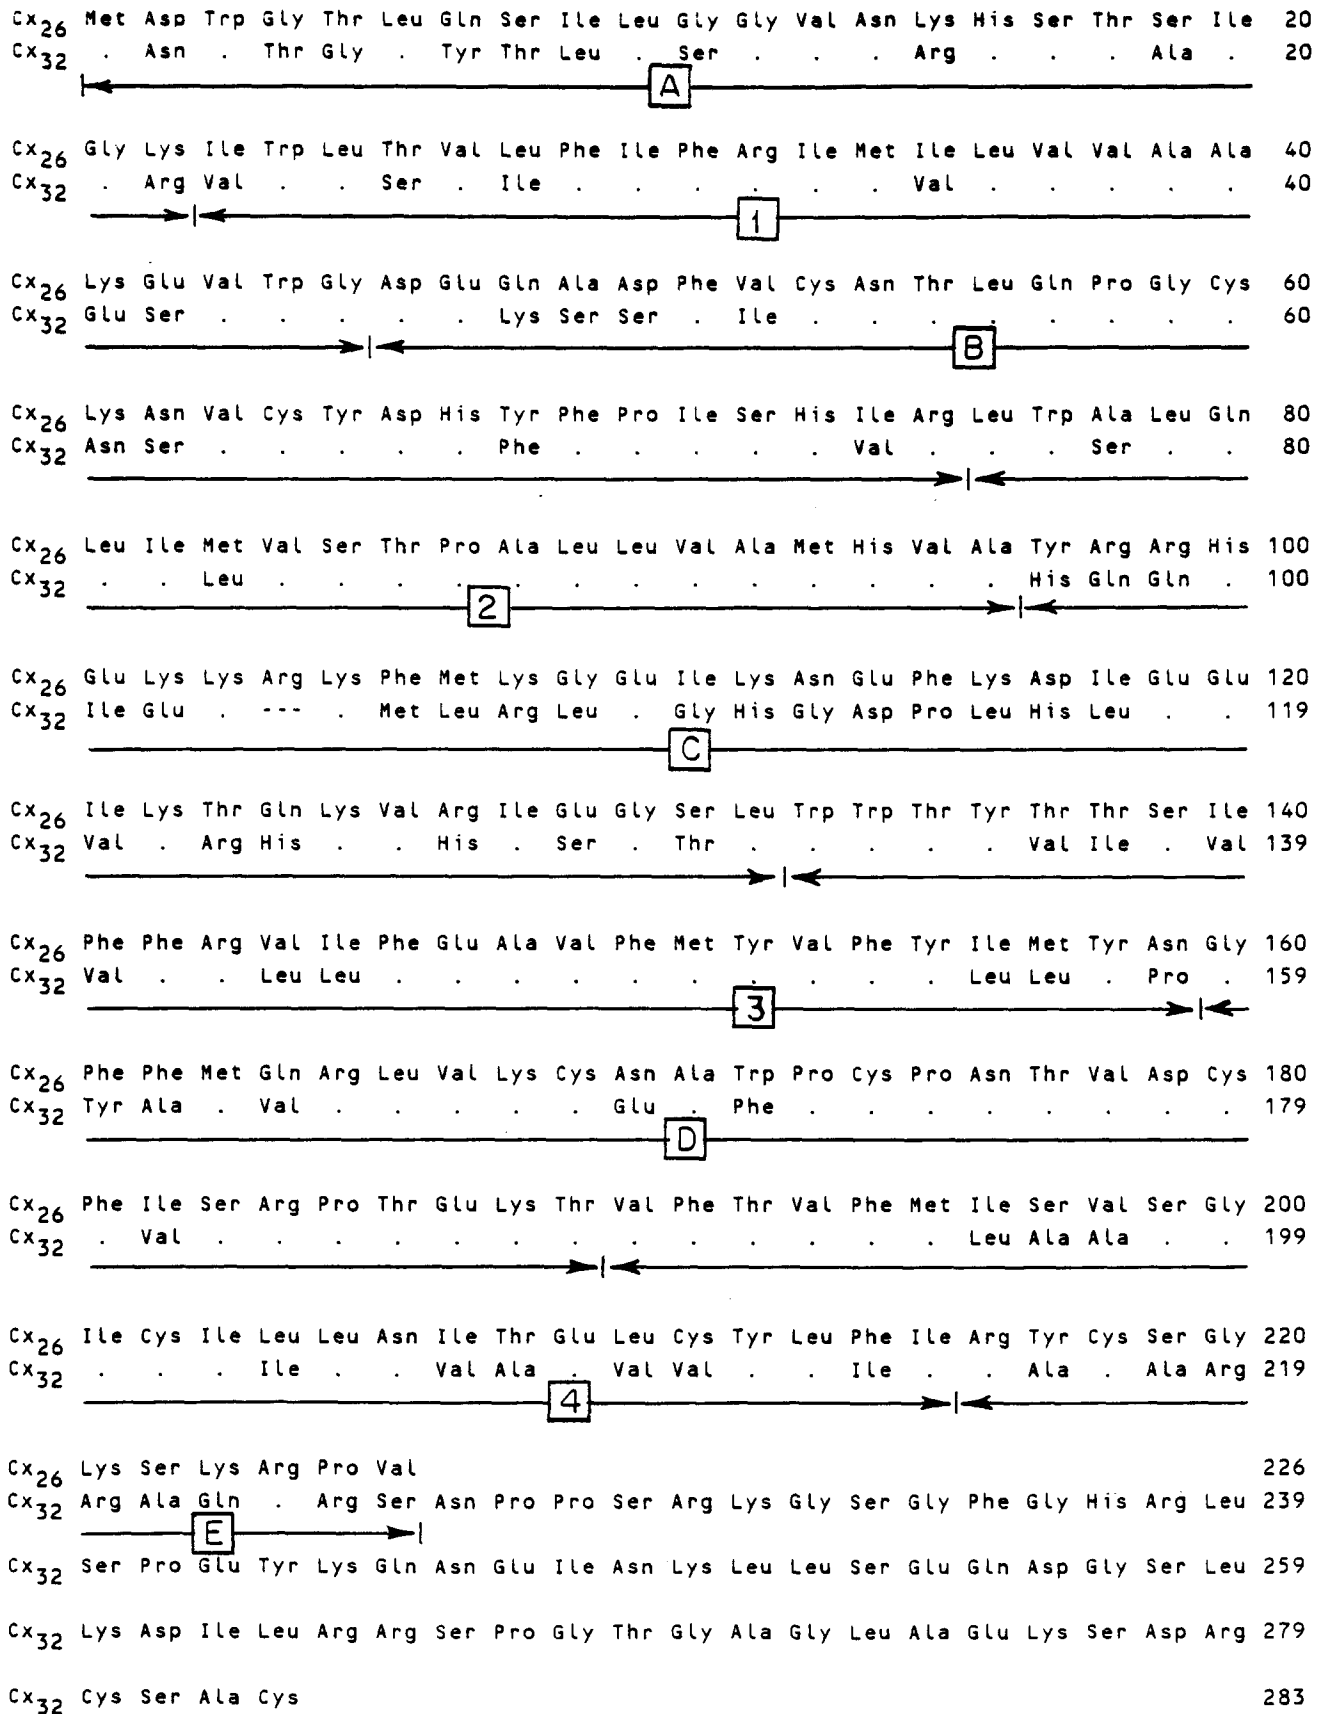 Cx26 Met Asp Trp Gly Thr Leu Gln Ser Ile Leu Gly Gly Val Asn Lys His Ser Thr Ser Ile 20
Cx32 . Asn . Thr Gly . Tyr Thr Leu . Ser . . . Arg . . . Ala . 20
A
Cx26 Gly Lys Ile Trp Leu Thr Val Leu Phe Ile Phe Arg Ile Met Ile Leu Val Val Ala Ala 40
Cx32 . Arg Val . . Ser . Ile . . . . . . Val . . . . . 40
1
Cx26 Lys Glu Val Trp Gly Asp Glu Gln Ala Asp Phe Val Cys Asn Thr Leu Gln Pro Gly Cys 60
Cx32 Glu Ser . . . . . Lys Ser Ser . Ile . . . . . . . . 60
B
Cx26 Lys Asn Val Cys Tyr Asp His Tyr Phe Pro Ile Ser His Ile Arg Leu Trp Ala Leu Gln 80
Cx32 Asn Ser . . . . . Phe . . . . . Val . . . Ser . . 80
Cx26 Leu Ile Met Val Ser Thr Pro Ala Leu Leu Val Ala Met His Val Ala Tyr Arg Arg His 100
Cx32 . . Leu . . . . . . . . . . . . . His Gln Gln . 100
2
Cx26 Glu Lys Lys Arg Lys Phe Met Lys Gly Glu Ile Lys Asn Glu Phe Lys Asp Ile Glu Glu 120
Cx32 Ile Glu . --- . Met Leu Arg Leu . Gly His Gly Asp Pro Leu His Leu . . 119
C
Cx26 Ile Lys Thr Gln Lys Val Arg Ile Glu Gly Ser Leu Trp Trp Thr Tyr Thr Thr Ser Ile 140
Cx32 Val . Arg His . . His . Ser . Thr . . . . . Val Ile . Val 139
Cx26 Phe Phe Arg Val Ile Phe Glu Ala Val Phe Met Tyr Val Phe Tyr Ile Met Tyr Asn Gly 160
Cx32 Val . . Leu Leu . . . . . . . . . . Leu Leu . Pro . 159
3
Cx26 Phe Phe Met Gln Arg Leu Val Lys Cys Asn Ala Trp Pro Cys Pro Asn Thr Val Asp Cys 180
Cx32 Tyr Ala . Val . . . . . Glu . Phe . . . . . . . . 179
D
Cx26 Phe Ile Ser Arg Pro Thr Glu Lys Thr Val Phe Thr Val Phe Met Ile Ser Val Ser Gly 200
Cx32 . Val . . . . . . . . . . . . . Leu Ala Ala . . 199
Cx26 Ile Cys Ile Leu Leu Asn Ile Thr Glu Leu Cys Tyr Leu Phe Ile Arg Tyr Cys Ser Gly 220
Cx32 . . . Ile . . Val Ala . Val Val . . Ile . . Ala . Ala Arg 219
4
Cx26 Lys Ser Lys Arg Pro Val 226
Cx32 Arg Ala Gln . Arg Ser Asn Pro Pro Ser Arg Lys Gly Ser Gly Phe Gly His Arg Leu 239
E
Cx32 Ser Pro Glu Tyr Lys Gln Asn Glu Ile Asn Lys Leu Leu Ser Glu Gln Asp Gly Ser Leu 259
Cx32 Lys Asp Ile Leu Arg Arg Ser Pro Gly Thr Gly Ala Gly Leu Ala Glu Lys Ser Asp Arg 279
Cx32 Cys Ser Ala Cys 283